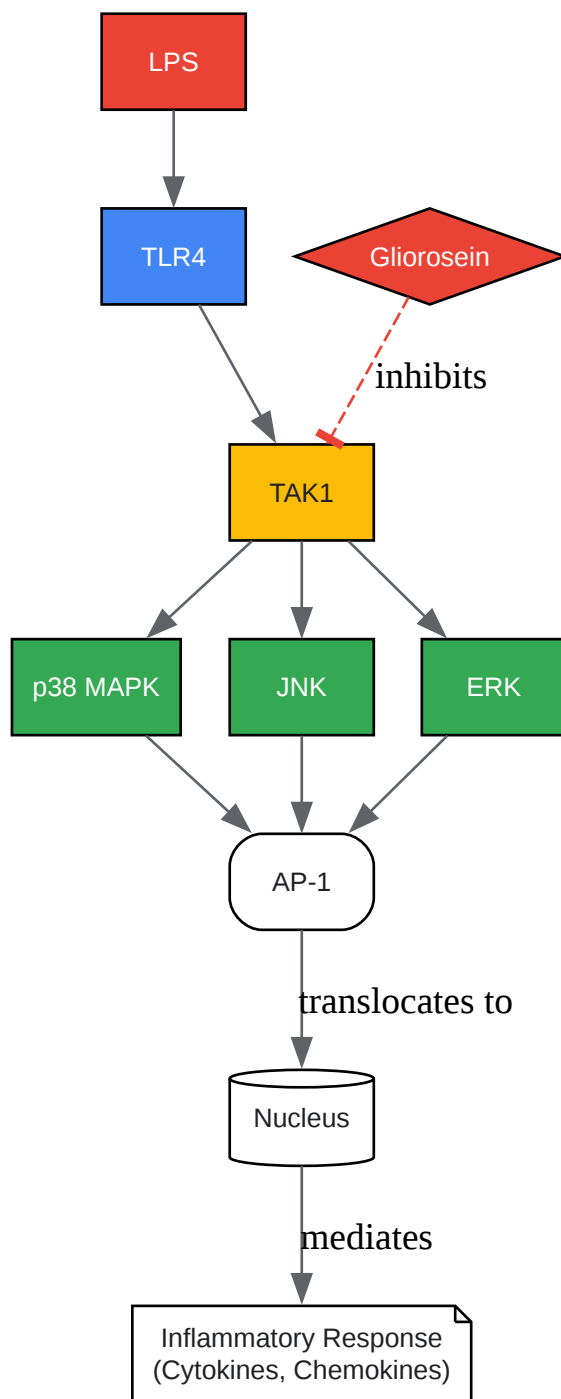 LPS
TLR4
Gliorosein
inhibits
TAK1
p38 MAPK
JNK
ERK
AP-1
translocates to
Nucleus
mediates
Inflammatory Response
(Cytokines, Chemokines)